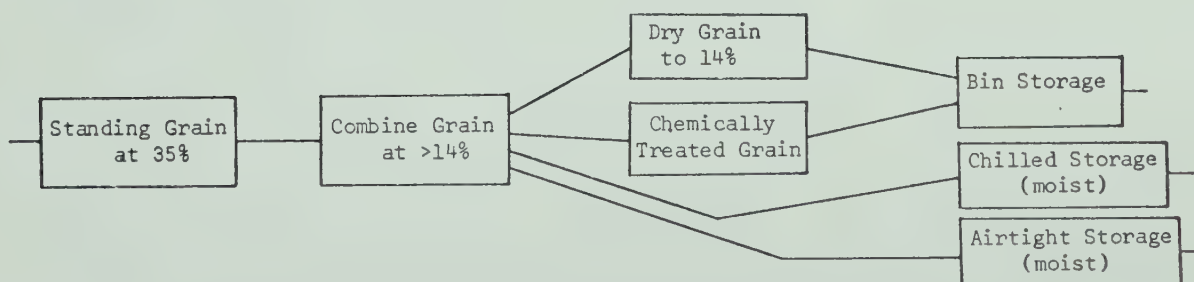 Standing Grain
at 35%
Combine Grain
at >14%
Dry Grain
to 14%
Chemically
Treated Grain
Bin Storage
Chilled Storage
(moist)
Airtight Storage
(moist)